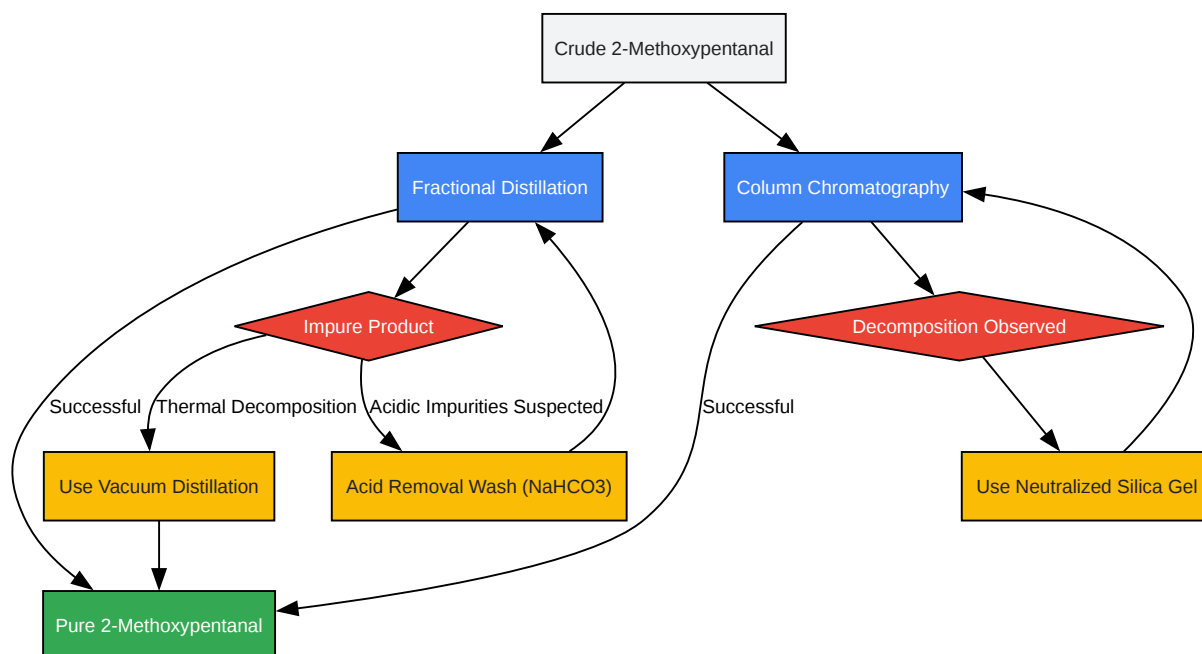 Crude 2-Methoxypentanal
Fractional Distillation
Column Chromatography
Impure Product
Decomposition Observed
Successful
Thermal Decomposition
Acidic Impurities Suspected
Successful
Use Vacuum Distillation
Acid Removal Wash (NaHCO3)
Use Neutralized Silica Gel
Pure 2-Methoxypentanal